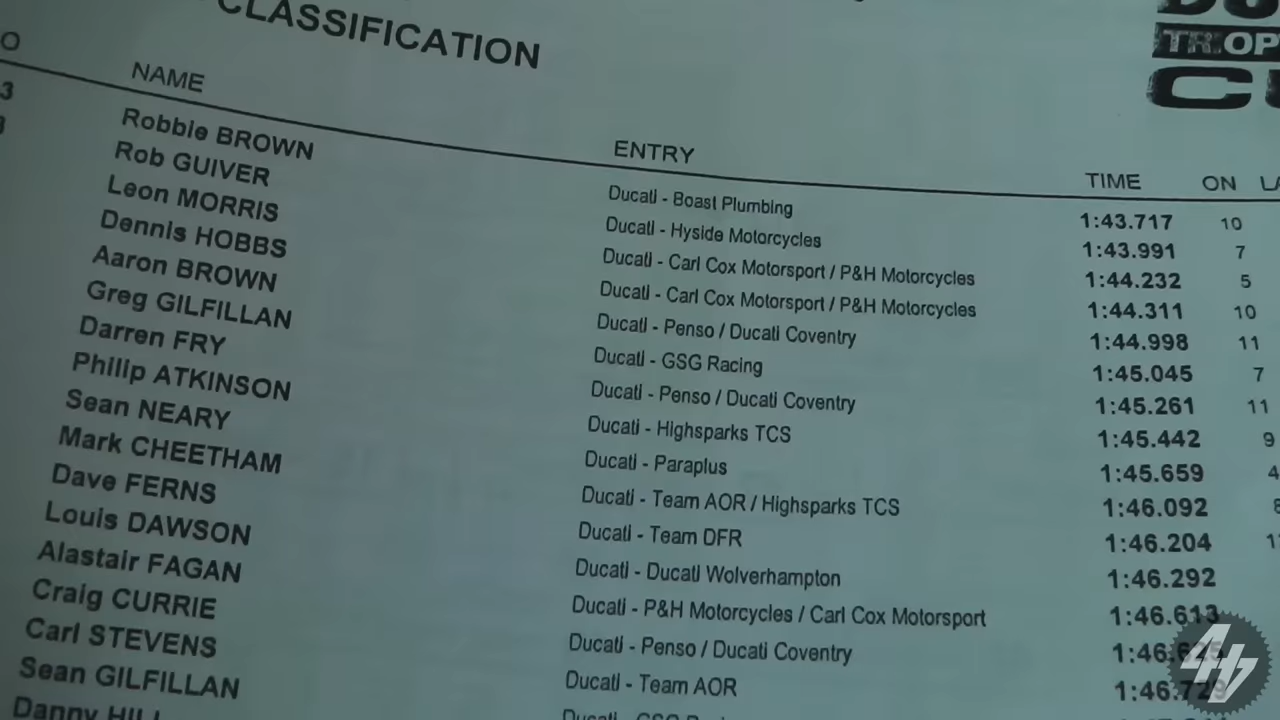 CLASSIFICATION
TRIOP
NAME ENTRY TIME ON
Robbie BROWN Ducati - Boast Plumbing 1:43.717 10
Rob GUIVER Ducati - Hyside Motorcycles 1:43.991 7
Leon MORRIS Ducati - Carl Cox Motorsport / P&H Motorcycles 1:44.232 5
Dennis HOBBS Ducati - Carl Cox Motorsport / P&H Motorcycles 1:44.311 10
Aaron BROWN Ducati - Penso / Ducati Coventry 1:44.998 11
Greg GILFILLAN Ducati - GSG Racing 1:45.045 7
Darren FRY Ducati - Penso / Ducati Coventry 1:45.261 11
Philip ATKINSON Ducati - Highsparks TCS 1:45.442 9
Sean NEARY Ducati - Paraplus 1:45.659 4
Mark CHEETHAM Ducati - Team AOR / Highsparks TCS 1:46.092
Dave FERNS Ducati - Team DFR 1:46.204
Louis DAWSON Ducati - Ducati Wolverhampton 1:46.292
Alastair FAGAN Ducati - P&H Motorcycles / Carl Cox Motorsport 1:46.613
Craig CURRIE Ducati - Penso / Ducati Coventry
Carl STEVENS Ducati - Team AOR
Sean GILFILLAN
Danny HILL